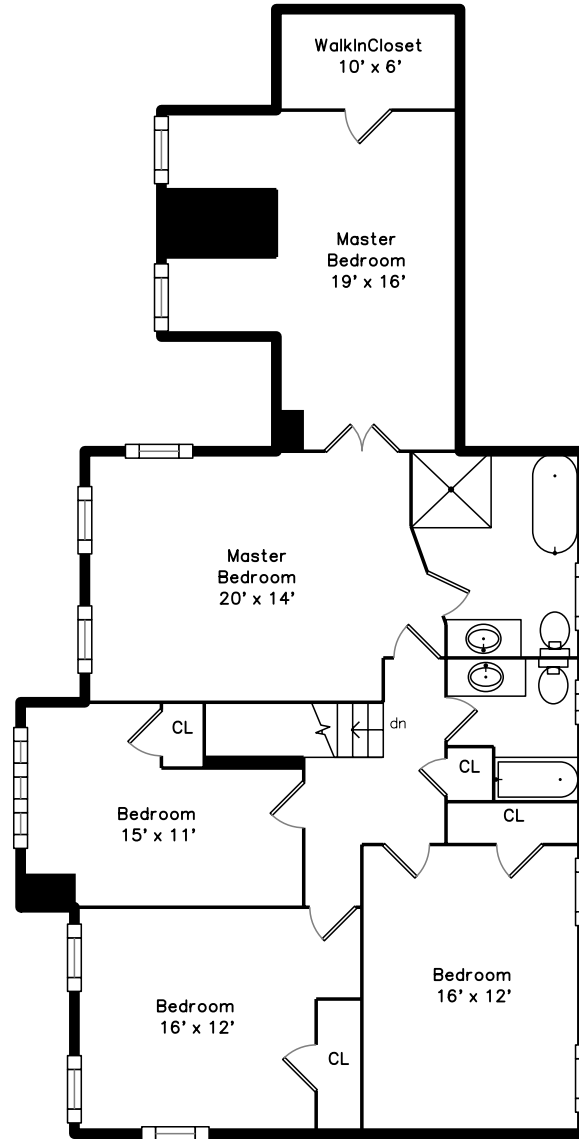 WalkInCloset
10' x 6'
Master
Bedroom
19' x 16'
Master
Bedroom
20' x 14'
CL
dn
CL
Bedroom
15' x 11'
CL
Bedroom
16' x 12'
Bedroom
16' x 12'
CL